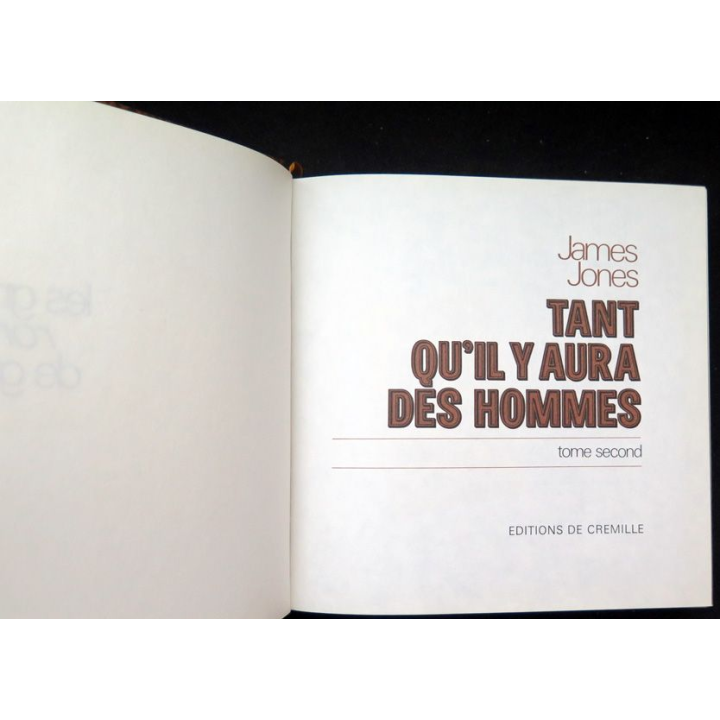 James
Jones
TANT
QU'IL Y AURA
DES HOMMES
tome second
EDITIONS DE CREMILLE